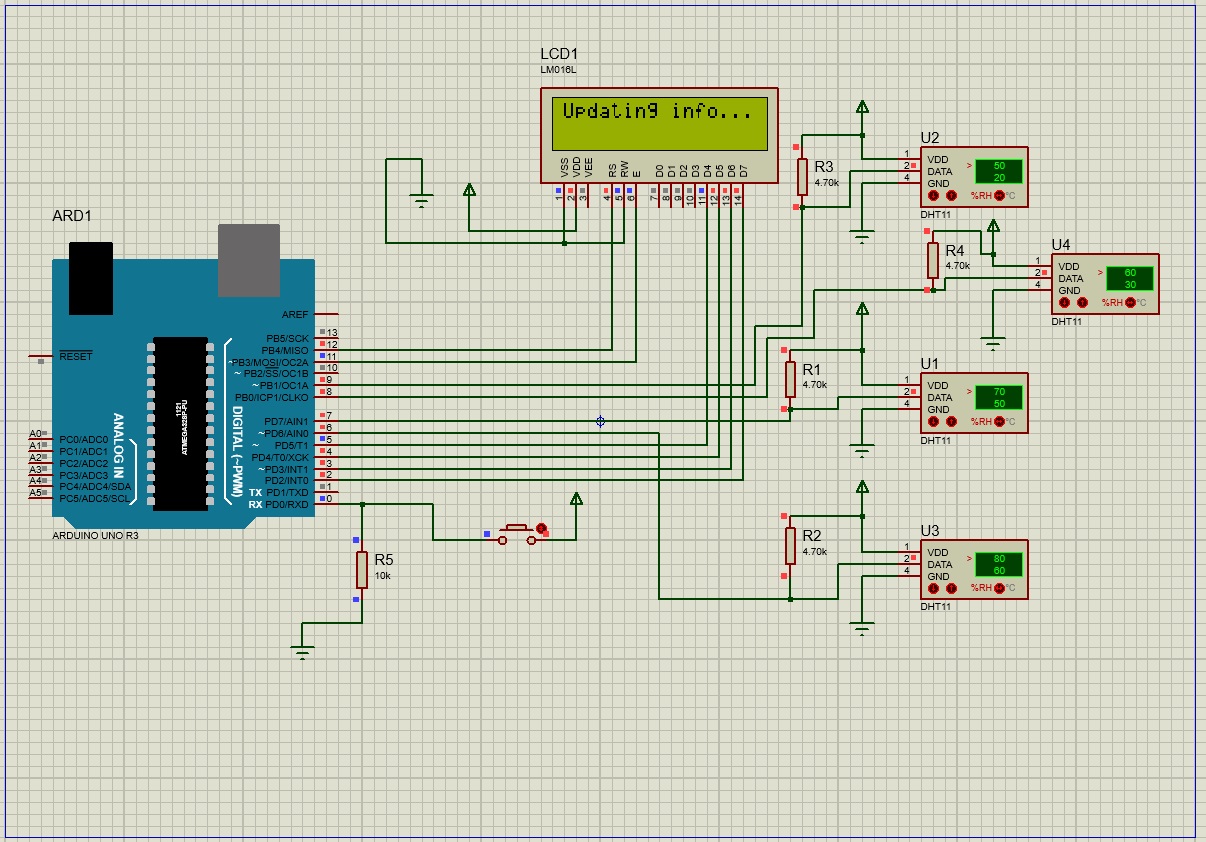 LCD1
LM016L
Updating info...
VSS
VDD
VEE
RS
RW
E
D0
D1
D2
D3
D4
D5
D6
D7
1
2
3
4
5
6
7
8
9
10
11
12
13
14
ARD1
AREF
RESET
PB5/SCK 13
PB4/MISO 12
~PB3/MOSI/OC2A 11
~PB2/SS/OC1B 10
~PB1/OC1A 9
PB0/ICP1/CLKO 8
PD7/AIN1 7
~PD6/AIN0 6
~PD5/T1 5
PD4/T0/XCK 4
~PD3/INT1 3
PD2/INT0 2
TX PD1/TXD 1
RX PD0/RXD 0
1121
ATMEGA328P-PU
DIGITAL (~PWM)
ANALOG IN
A0 PC0/ADC0
A1 PC1/ADC1
A2 PC2/ADC2
A3 PC3/ADC3
A4 PC4/ADC4/SDA
A5 PC5/ADC5/SCL
ARDUINO UNO R3
R3
4.70k
U2
1 VDD
2 DATA
4 GND
>
50
20
%RH °C
DHT11
R4
4.70k
U4
1 VDD
2 DATA
4 GND
>
60
30
%RH °C
DHT11
R1
4.70k
U1
1 VDD
2 DATA
4 GND
>
70
50
%RH °C
DHT11
R2
4.70k
U3
1 VDD
2 DATA
4 GND
>
80
60
%RH °C
DHT11
R5
10k